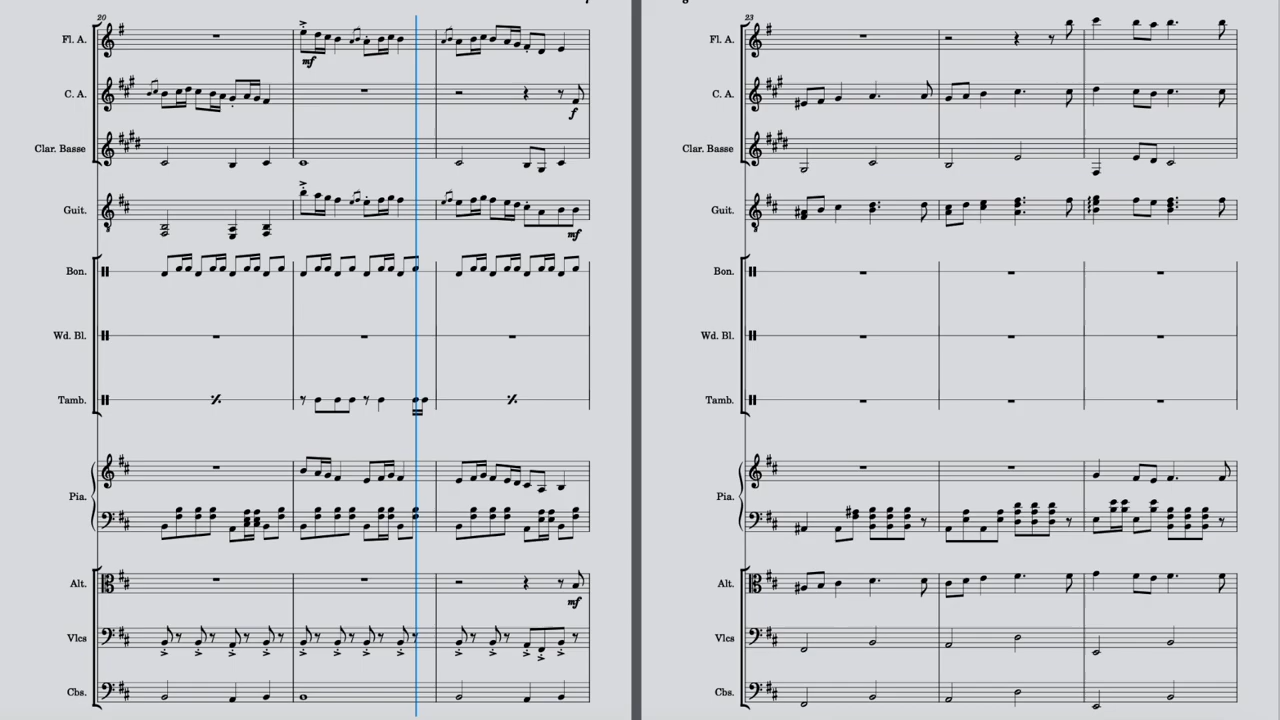 20
Fl. A.
mf
C. A.
f
Clar. Basse
Guit.
mf
Bon.
Wd. Bl.
Tamb.
Pia.
Alt.
mf
Vlcs
Cbs.
23
Fl. A.
C. A.
Clar. Basse
Guit.
Bon.
Wd. Bl.
Tamb.
Pia.
Alt.
Vlcs
Cbs.